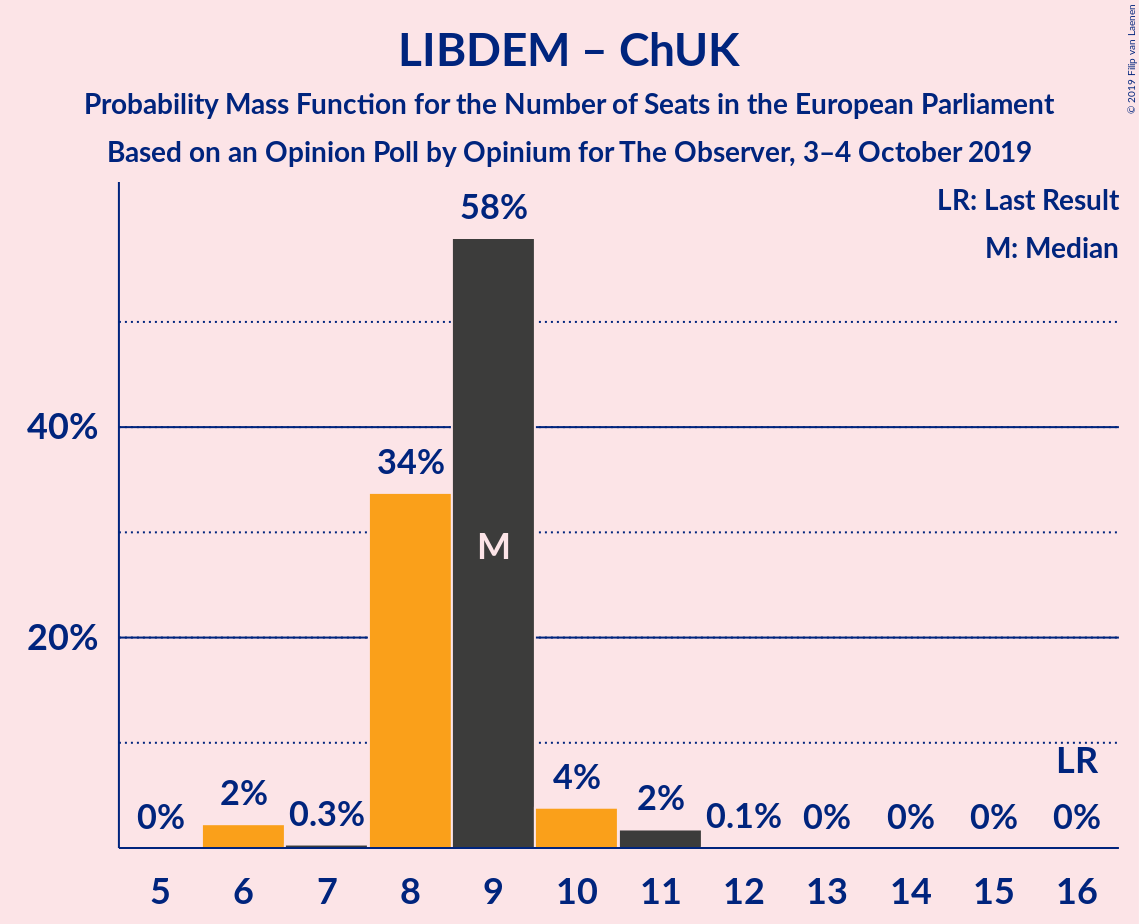 LIBDEM – ChUK
Probability Mass Function for the Number of Seats in the European Parliament
Based on an Opinion Poll by Opinium for The Observer, 3–4 October 2019
© 2019 Filip van Laenen
LR: Last Result
M: Median
58%
40%
34%
M
20%
LR
0% 2% 0.3% 4% 2% 0.1% 0% 0% 0% 0%
5 6 7 8 9 10 11 12 13 14 15 16